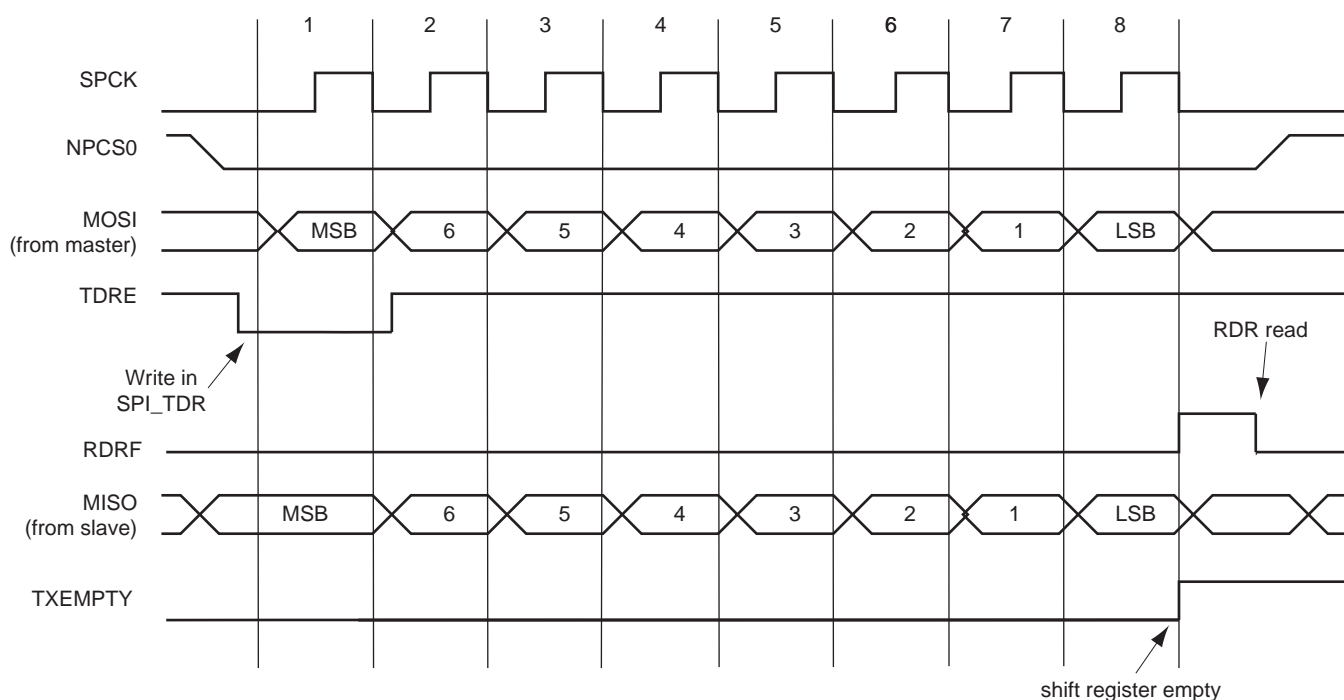 1 2 3 4 5 6 7 8
SPCK
NPCS0
MOSI
(from master)
MSB 6 5 4 3 2 1 LSB
TDRE
RDR read
Write in
SPI_TDR
RDRF
MISO
(from slave)
MSB 6 5 4 3 2 1 LSB
TXEMPTY
shift register empty